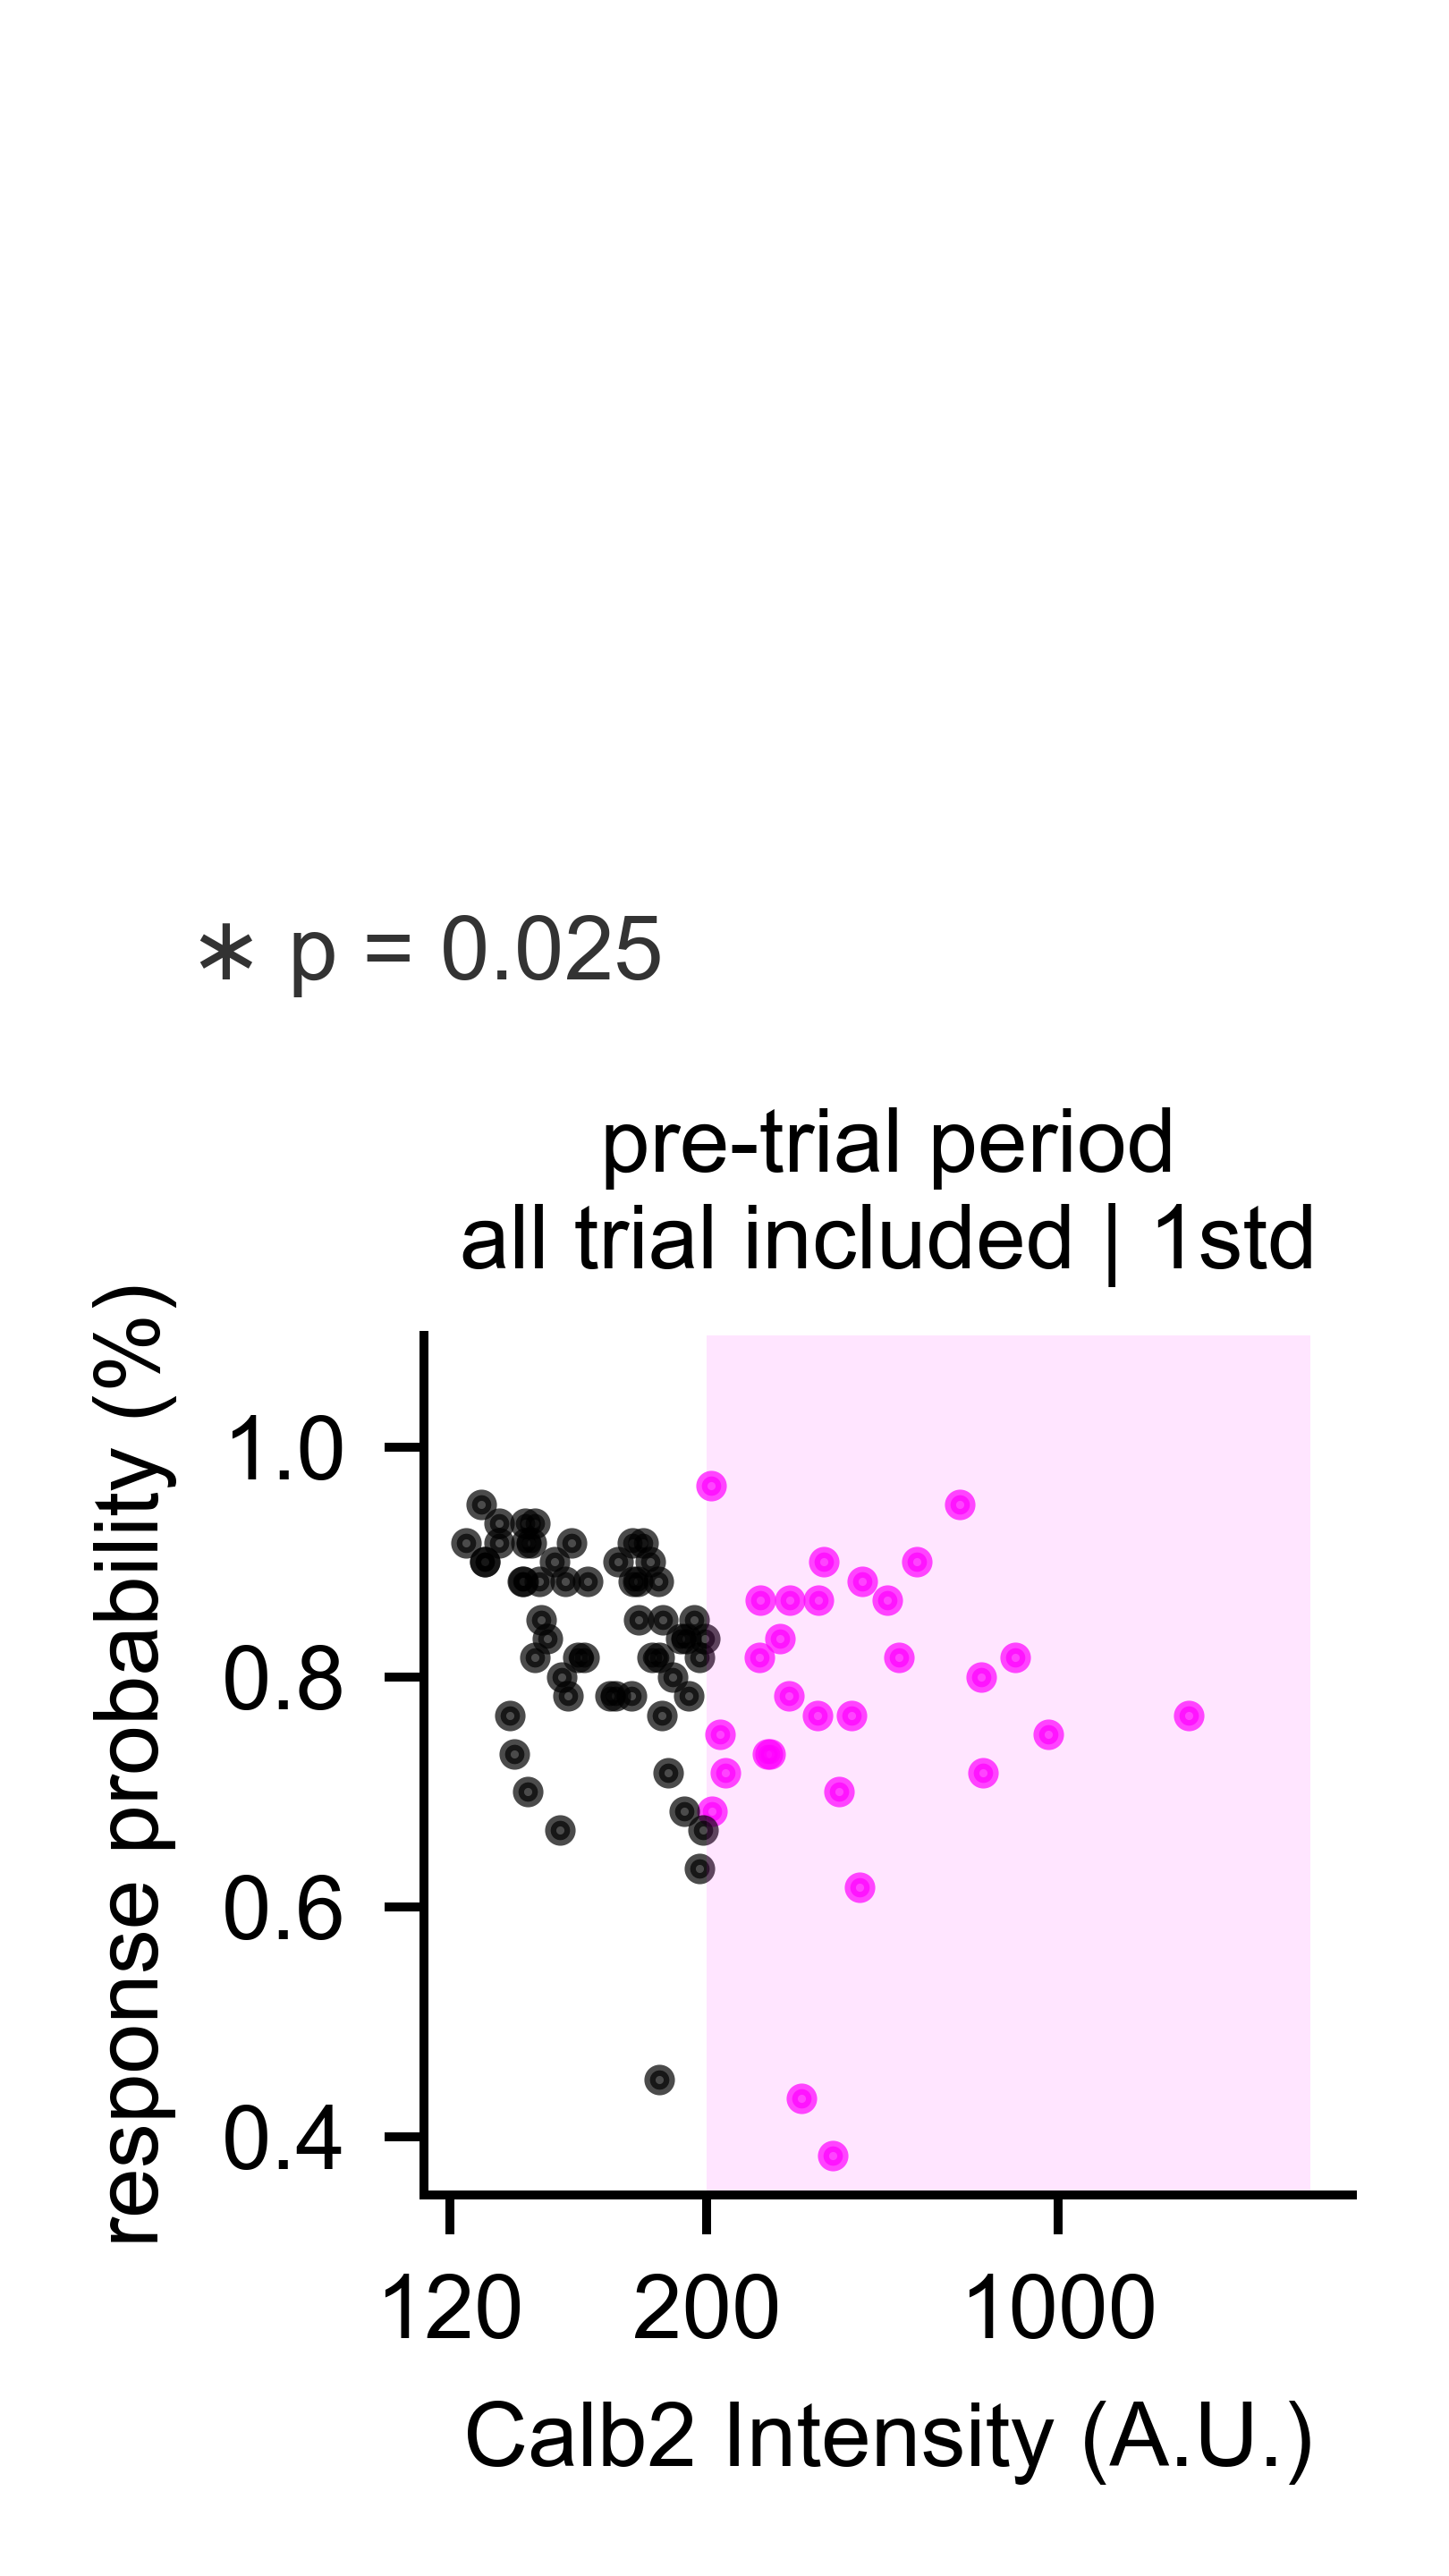 ∗ p = 0.025
pre-trial period
all trial included | 1std
response probability (%)
1.0
0.8
0.6
0.4
120 200 1000
Calb2 Intensity (A.U.)